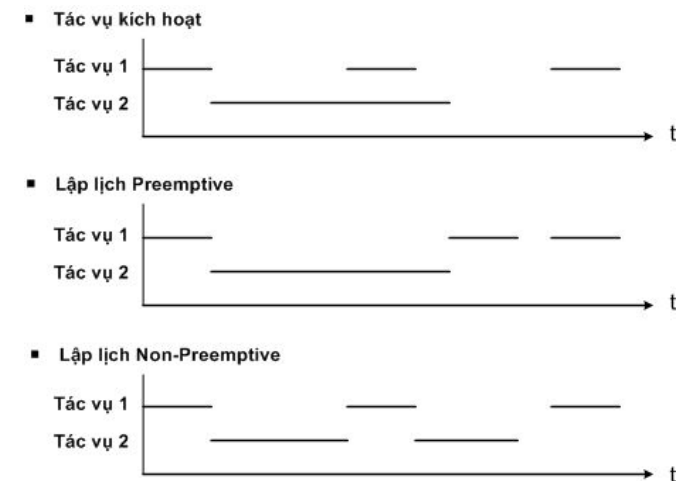 ▪ Tác vụ kích hoạt
Tác vụ 1
Tác vụ 2
t
▪ Lập lịch Preemptive
Tác vụ 1
Tác vụ 2
t
▪ Lập lịch Non-Preemptive
Tác vụ 1
Tác vụ 2
t